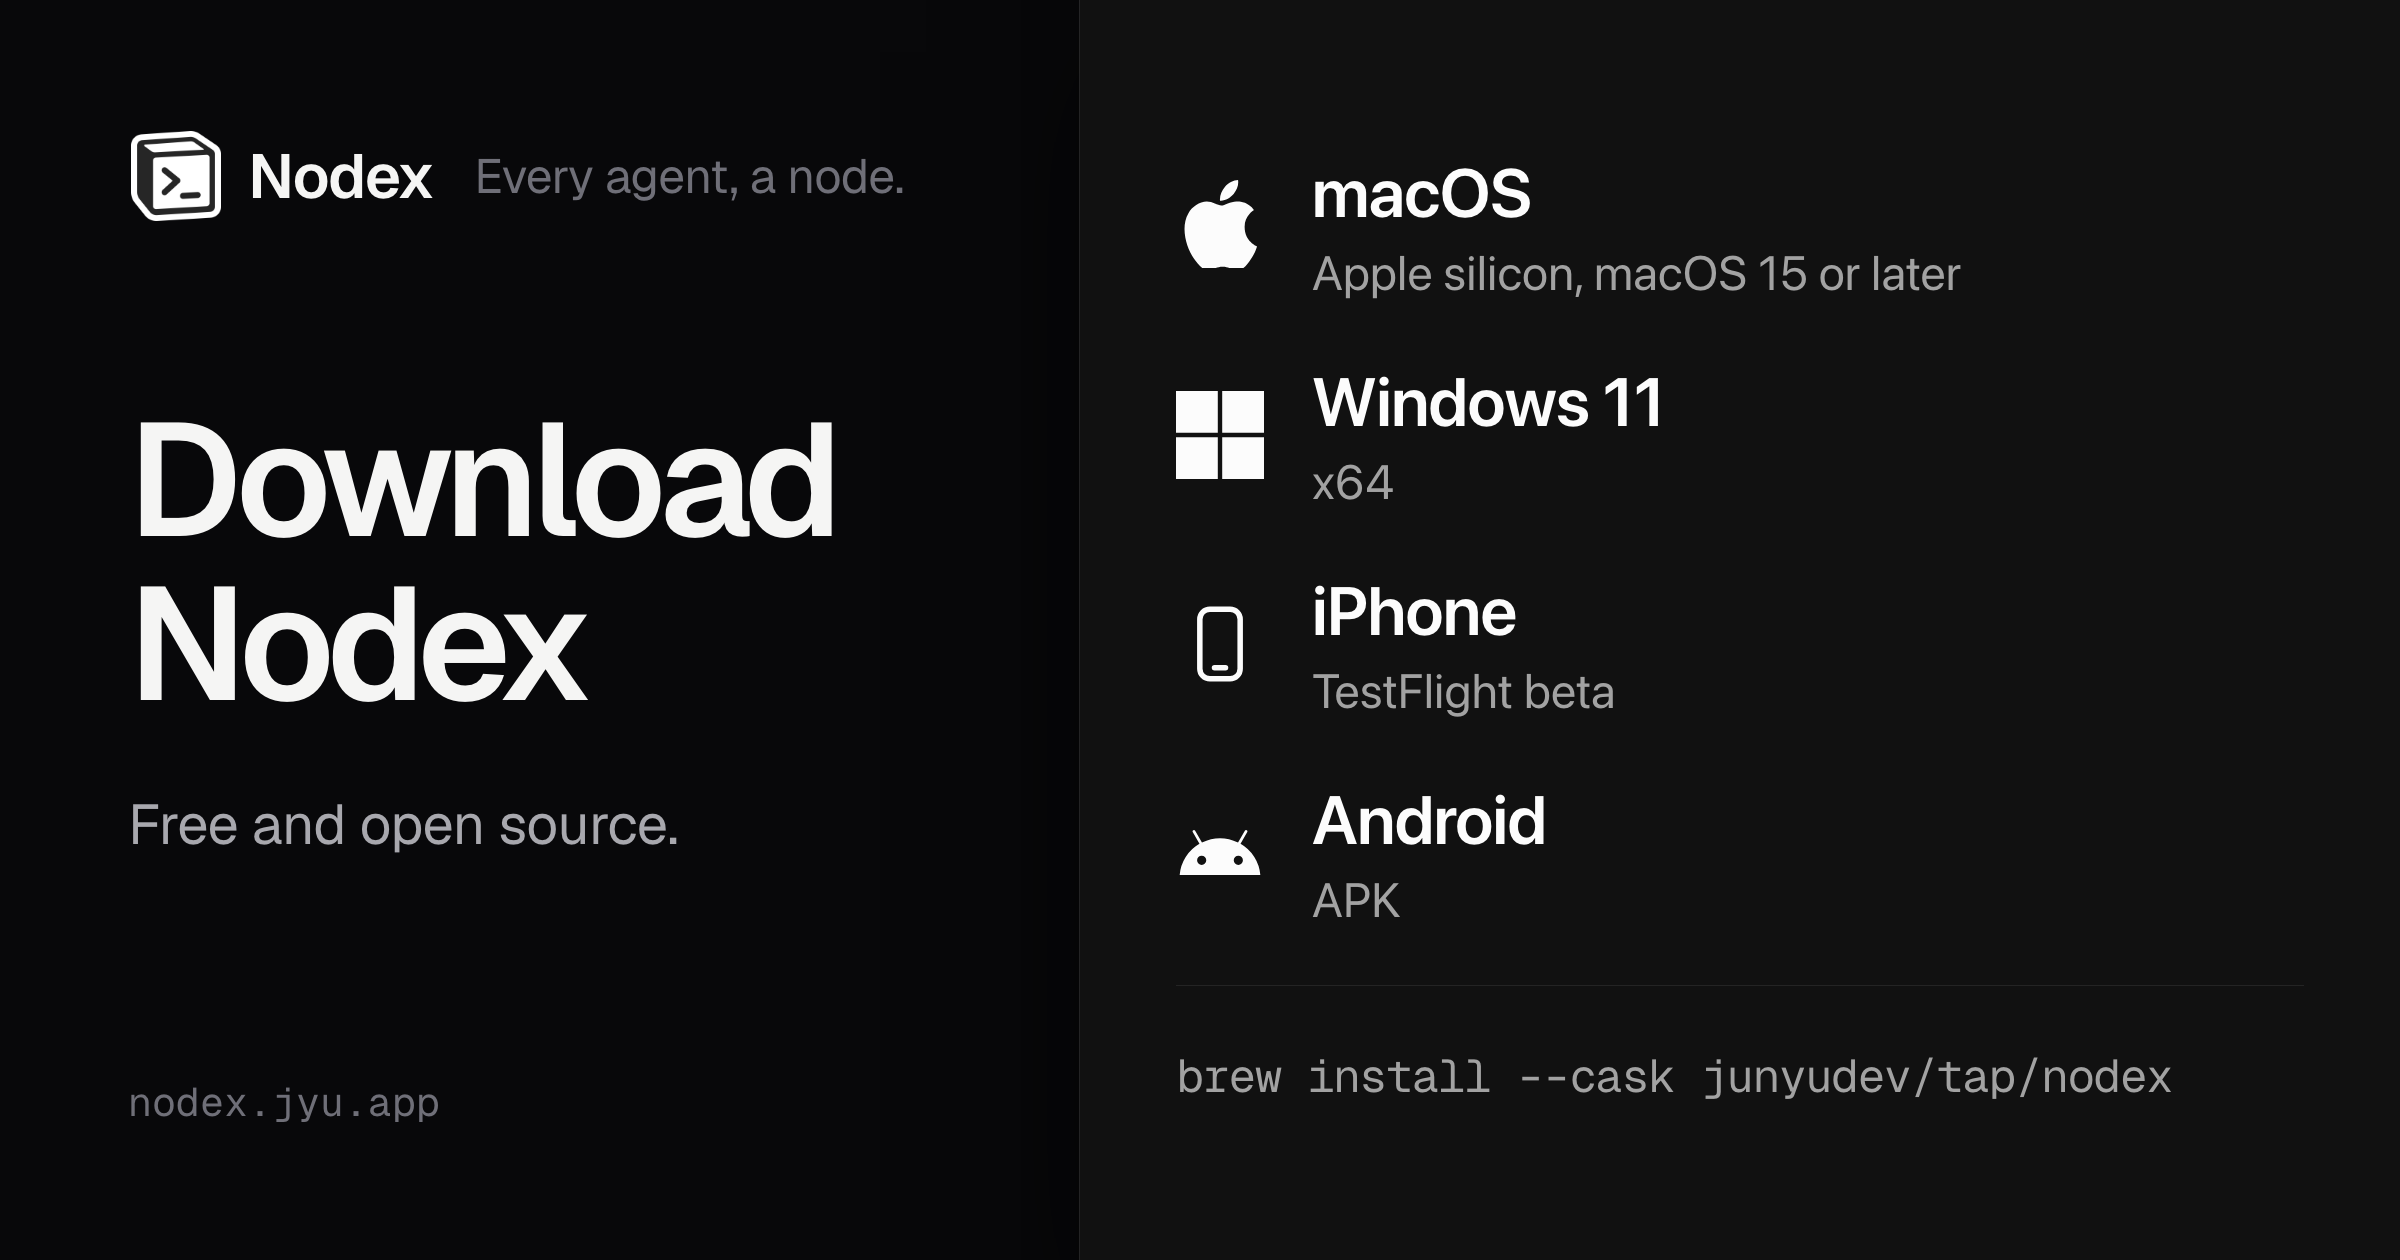 Nodex Every agent, a node.
Download
Nodex
Free and open source.
nodex.jyu.app
macOS
Apple silicon, macOS 15 or later
Windows 11
x64
iPhone
TestFlight beta
Android
APK
brew install --cask junyudev/tap/nodex